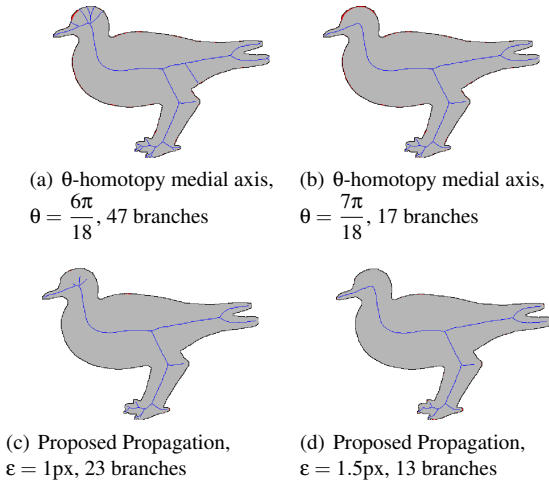 (a) θ-homotopy medial axis,
θ = 6π/18, 47 branches
(b) θ-homotopy medial axis,
θ = 7π/18, 17 branches
(c) Proposed Propagation,
ε = 1px, 23 branches
(d) Proposed Propagation,
ε = 1.5px, 13 branches